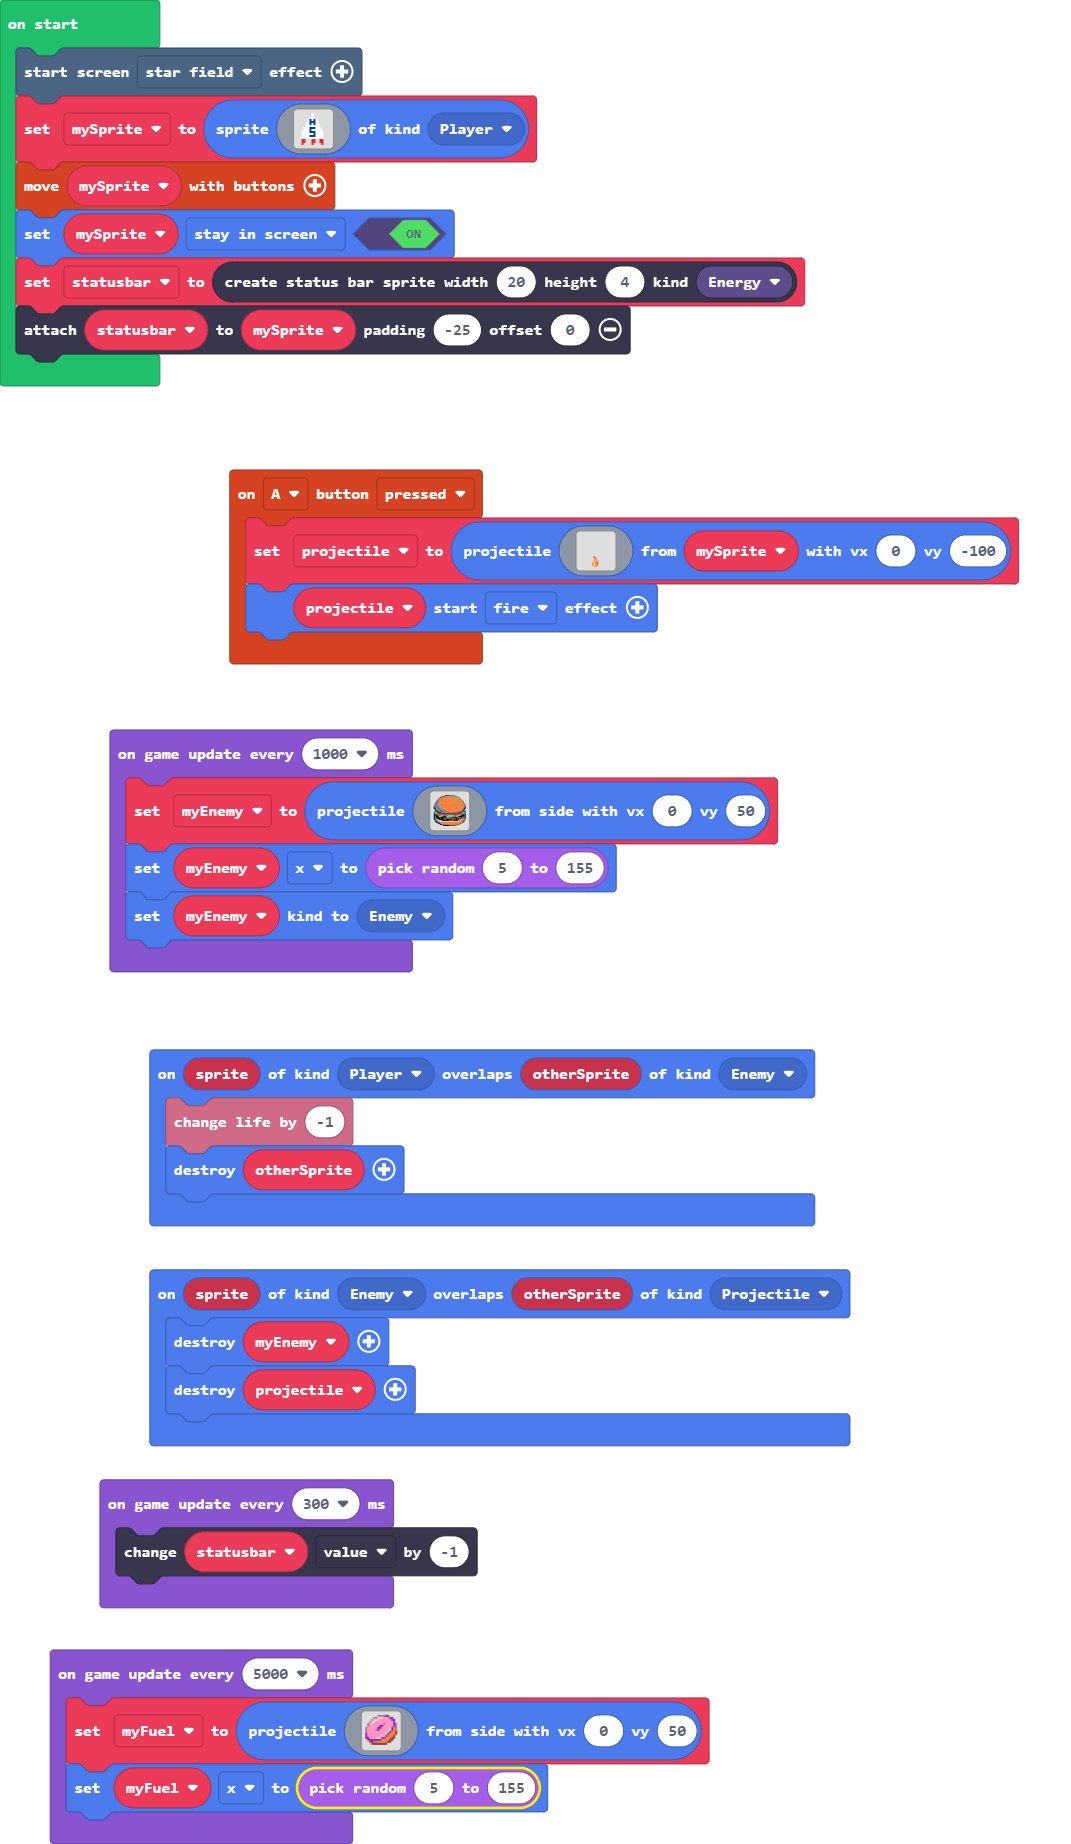 on start
start screen star field effect
set mySprite to sprite H S of kind Player
move mySprite with buttons
set mySprite stay in screen ON
set statusbar to create status bar sprite width 20 height 4 kind Energy
attach statusbar to mySprite padding -25 offset 0
on A button pressed
set projectile to projectile from mySprite with vx 0 vy -100
projectile start fire effect
on game update every 1000 ms
set myEnemy to projectile from side with vx 0 vy 50
set myEnemy x to pick random 5 to 155
set myEnemy kind to Enemy
on sprite of kind Player overlaps otherSprite of kind Enemy
change life by -1
destroy otherSprite
on sprite of kind Enemy overlaps otherSprite of kind Projectile
destroy myEnemy
destroy projectile
on game update every 300 ms
change statusbar value by -1
on game update every 5000 ms
set myFuel to projectile from side with vx 0 vy 50
set myFuel x to pick random 5 to 155